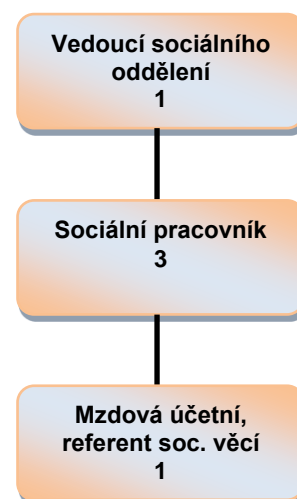 Vedoucí sociálního
oddělení
1
Sociální pracovník
3
Mzdová účetní,
referent soc. věcí
1